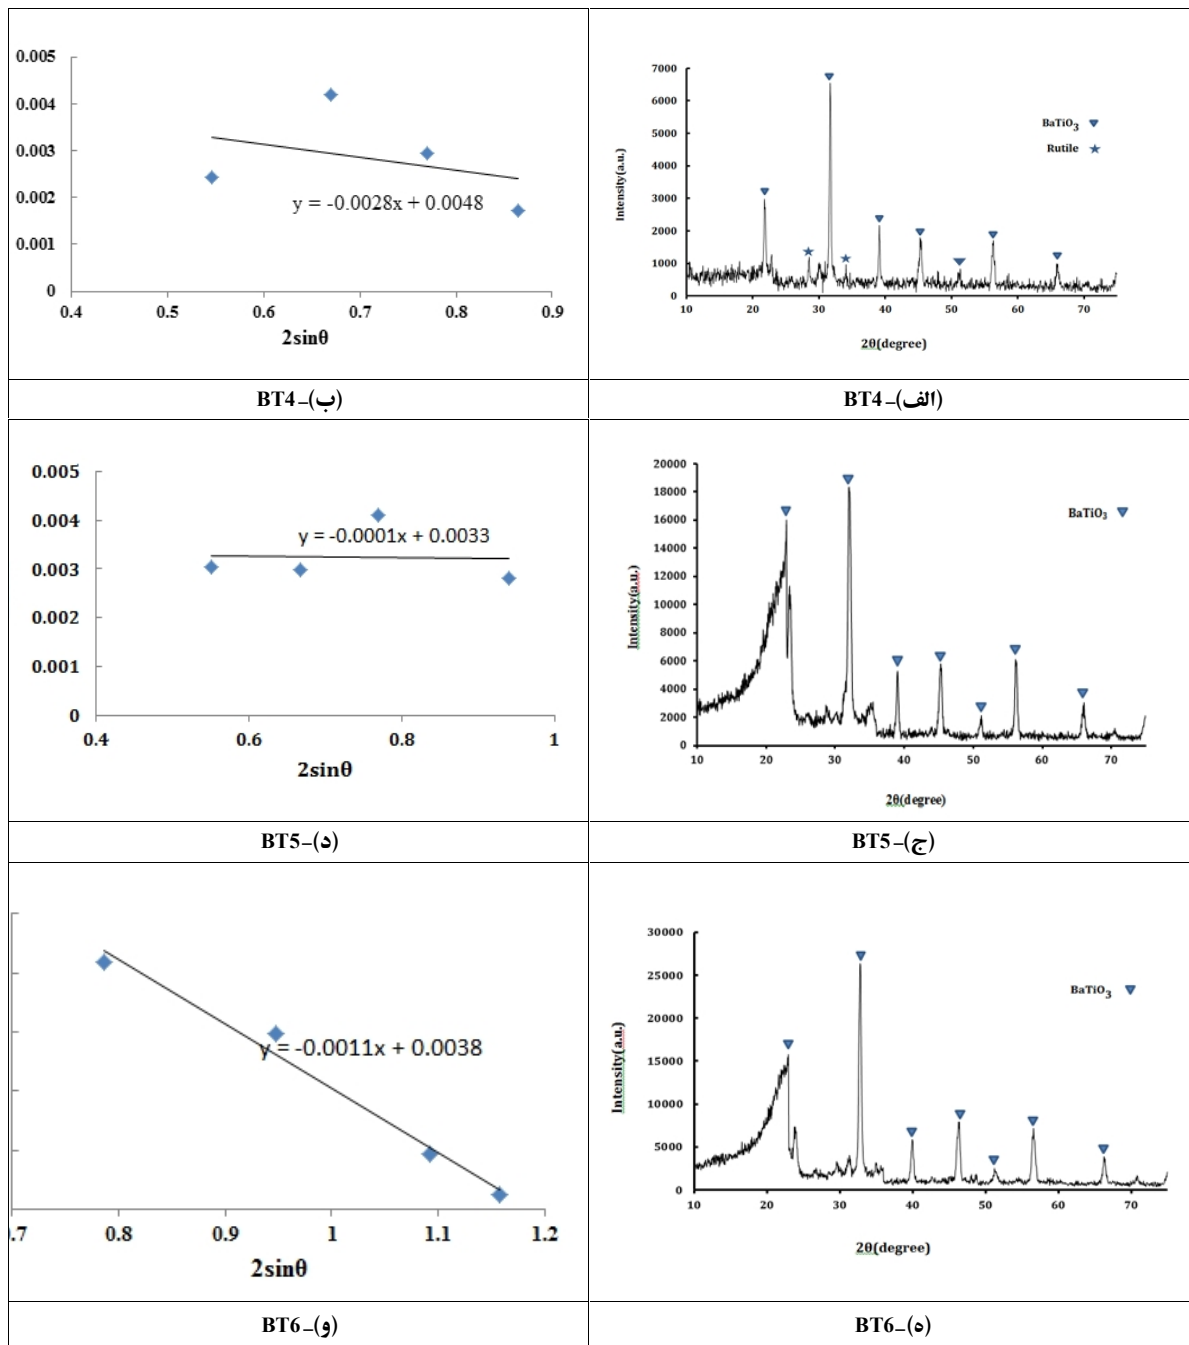 0.005
0.004
0.003
0.002
0.001
0
y = -0.0028x + 0.0048
0.4 0.5 0.6 0.7 0.8 0.9
2sinθ
7000
6000
5000
4000
3000
2000
1000
0
Intensity(a.u.)
BaTiO3
Rutile
10 20 30 40 50 60 70
2θ(degree)
(ب)-BT4
(الف)-BT4
0.005
0.004
0.003
0.002
0.001
0
y = -0.0001x + 0.0033
0.4 0.6 0.8 1
2sinθ
20000
18000
16000
14000
12000
10000
8000
6000
4000
2000
0
Intensity(a.u.)
BaTiO3
10 20 30 40 50 60 70
2θ(degree)
(د)-BT5
(ج)-BT5
y = -0.0011x + 0.0038
.7 0.8 0.9 1 1.1 1.2
2sinθ
30000
25000
20000
15000
10000
5000
0
Intensity(a.u.)
BaTiO3
10 20 30 40 50 60 70
2θ(degree)
(و)-BT6
(ه)-BT6